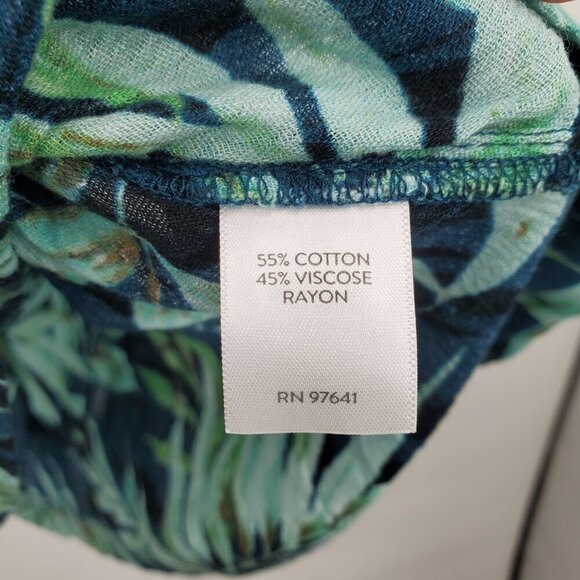 55% COTTON
45% VISCOSE
RAYON
RN 97641